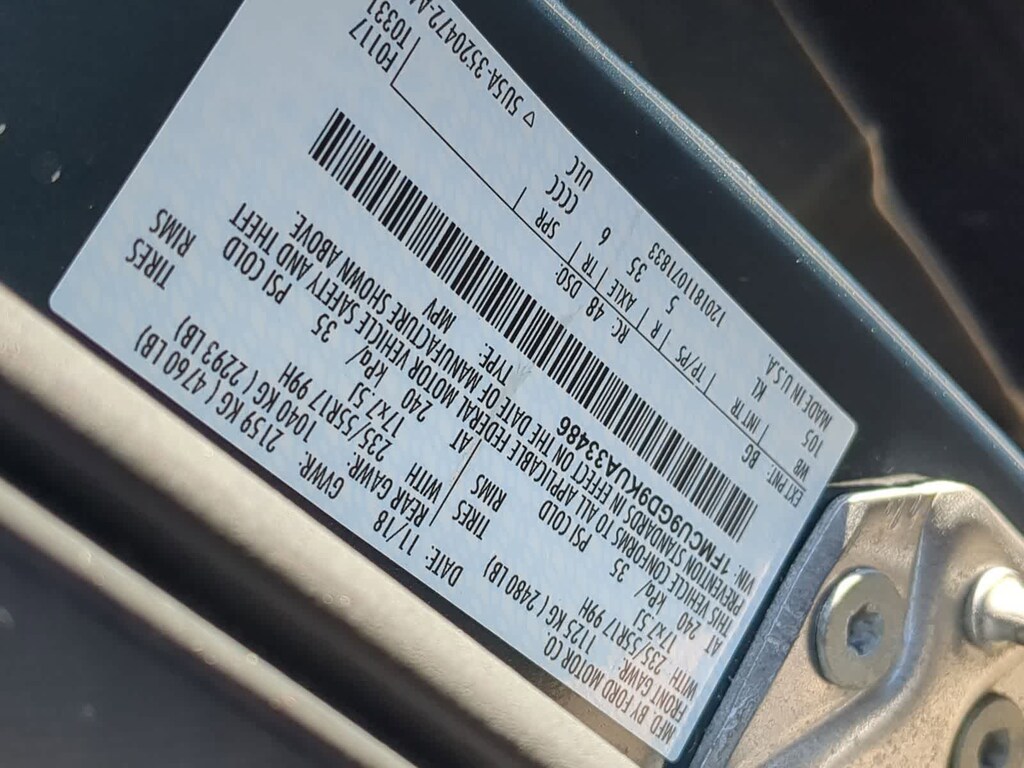 MFD. BY FORD MOTOR CO.
DATE: 11/18 GVWR: 2159 KG ( 4760 LB)
FRONT GAWR: 1125 KG ( 2480 LB) REAR GAWR: 1040 KG ( 2293 LB)
WITH 235/55R17 99H TIRES WITH 235/55R17 99H TIRES
17x7.5J RIMS 17x7.5J RIMS
AT 240 kPa/ 35 PSI COLD AT 240 kPa/ 35 PSI COLD
THIS VEHICLE CONFORMS TO ALL APPLICABLE FEDERAL MOTOR VEHICLE SAFETY AND THEFT
PREVENTION STANDARDS IN EFFECT ON THE DATE OF MANUFACTURE SHOWN ABOVE.
VIN: 1FMCU9GD9KUA33486 TYPE: MPV
F0117
T0331
EXT PNT: BG RC: 48 DSO:
WB INT TR TP/PS R AXLE TR SPR
105 KL 5 35 6 CCCC
UICC
MADE IN U.S.A. 120181107183
▽ 5U5A-3520472-A